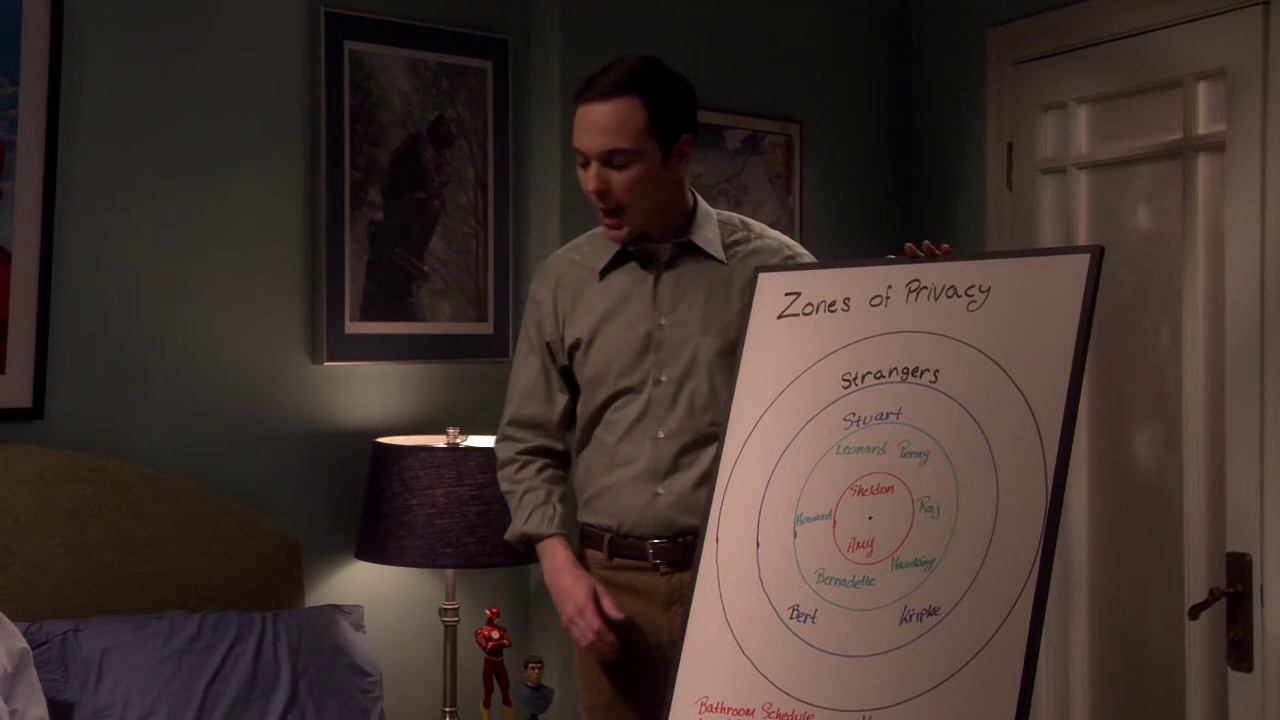 Zones of Privacy
Strangers
Stuart
Leonard Penny
Sheldon
Howard Raj
Amy
Hawking
Bernadette
Bert Kripke
Bathroom Schedule